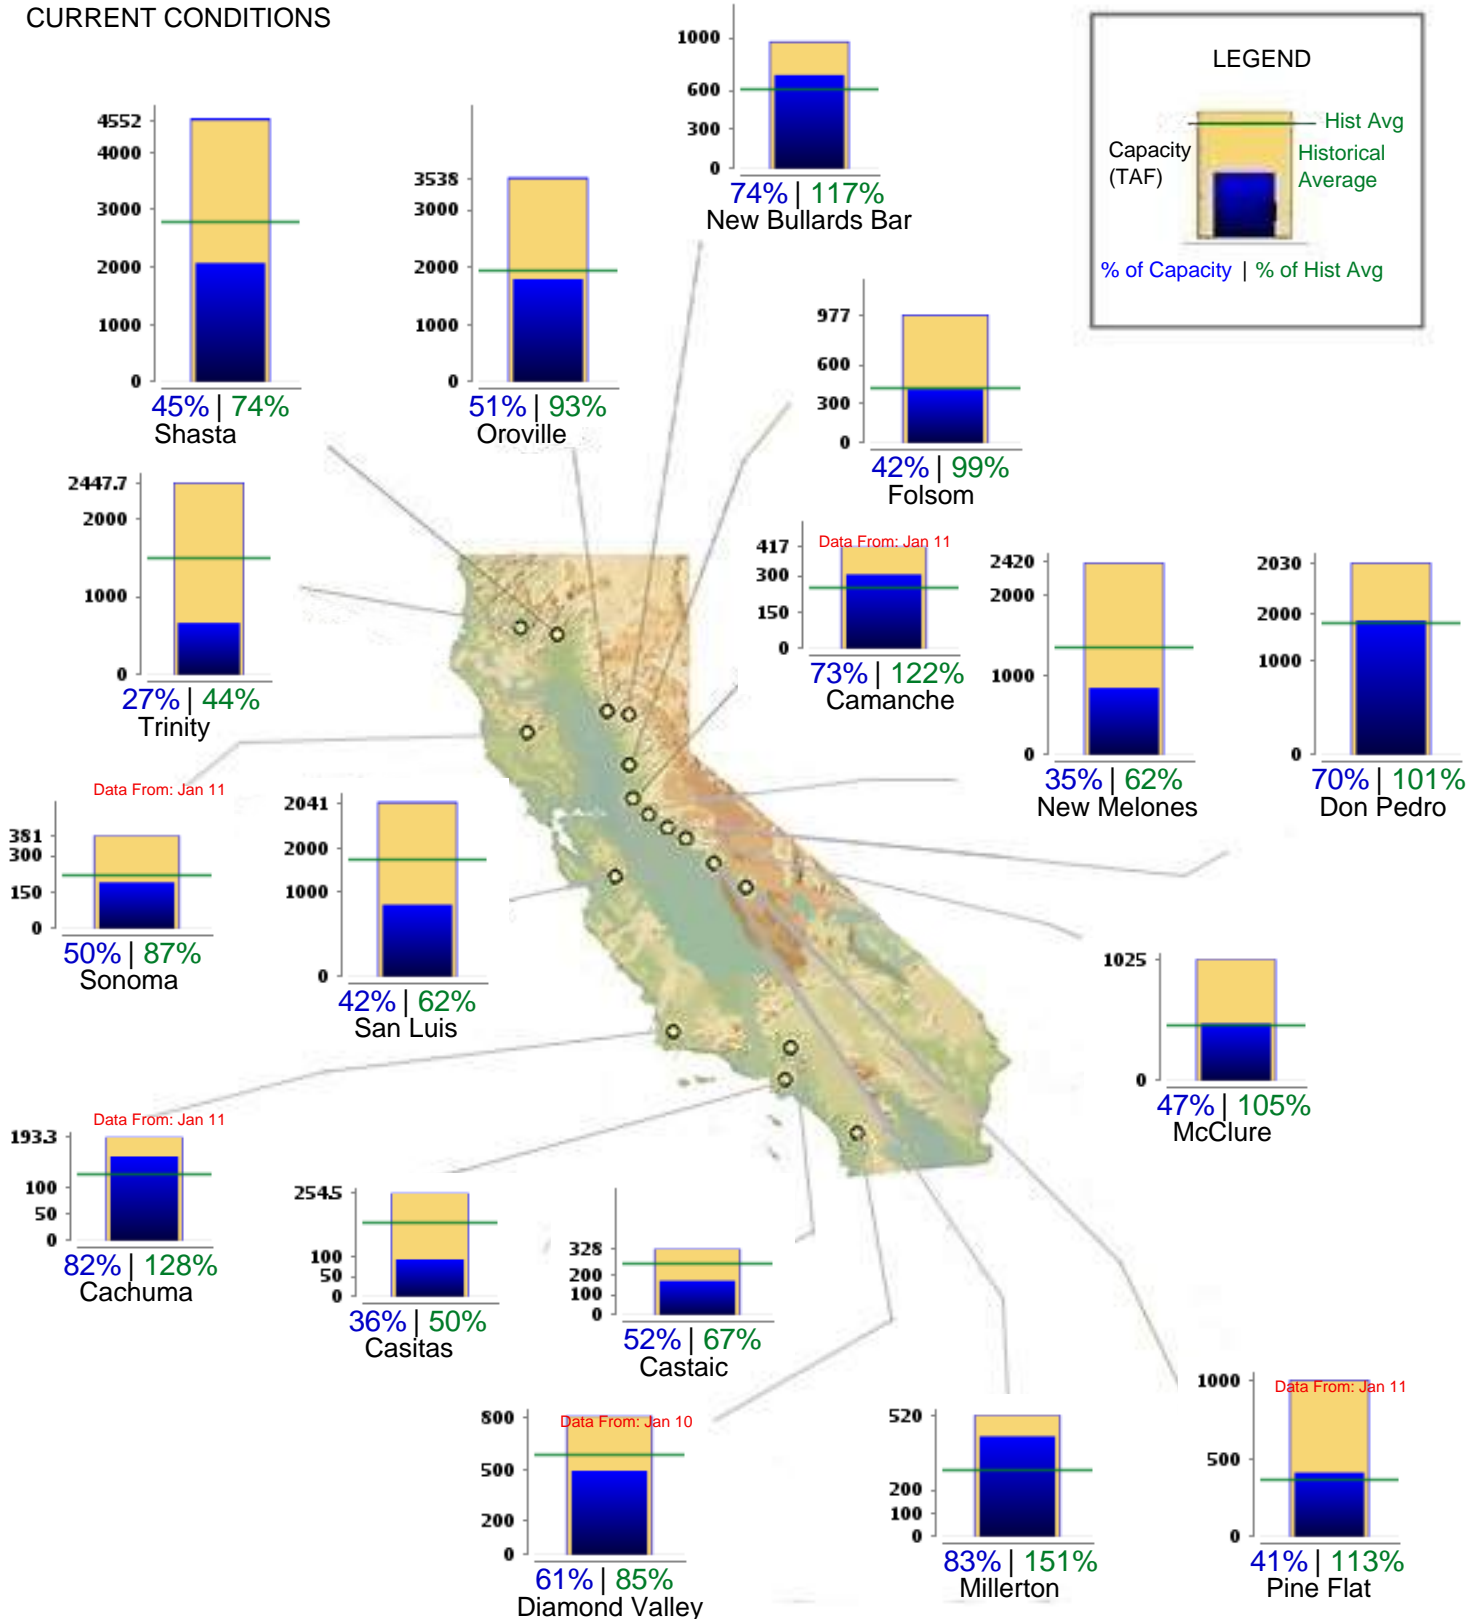 CURRENT CONDITIONS
1000
600
300
0
74% | 117%
New Bullards Bar
LEGEND
Hist Avg
Capacity
(TAF)
Historical
Average
% of Capacity | % of Hist Avg
4552
4000
3000
2000
1000
0
45% | 74%
Shasta
3538
3000
2000
1000
0
51% | 93%
Oroville
977
600
300
0
42% | 99%
Folsom
2447.7
2000
1000
0
27% | 44%
Trinity
Data From: Jan 11
417
300
150
0
73% | 122%
Camanche
2420
2000
1000
0
35% | 62%
New Melones
2030
2000
1000
0
70% | 101%
Don Pedro
Data From: Jan 11
381
300
150
0
50% | 87%
Sonoma
2041
2000
1000
0
42% | 62%
San Luis
1025
0
47% | 105%
McClure
Data From: Jan 11
193.3
100
50
0
82% | 128%
Cachuma
254.5
100
50
0
36% | 50%
Casitas
328
200
100
0
52% | 67%
Castaic
Data From: Jan 10
800
500
200
0
61% | 85%
Diamond Valley
520
200
100
0
83% | 151%
Millerton
Data From: Jan 11
1000
500
0
41% | 113%
Pine Flat